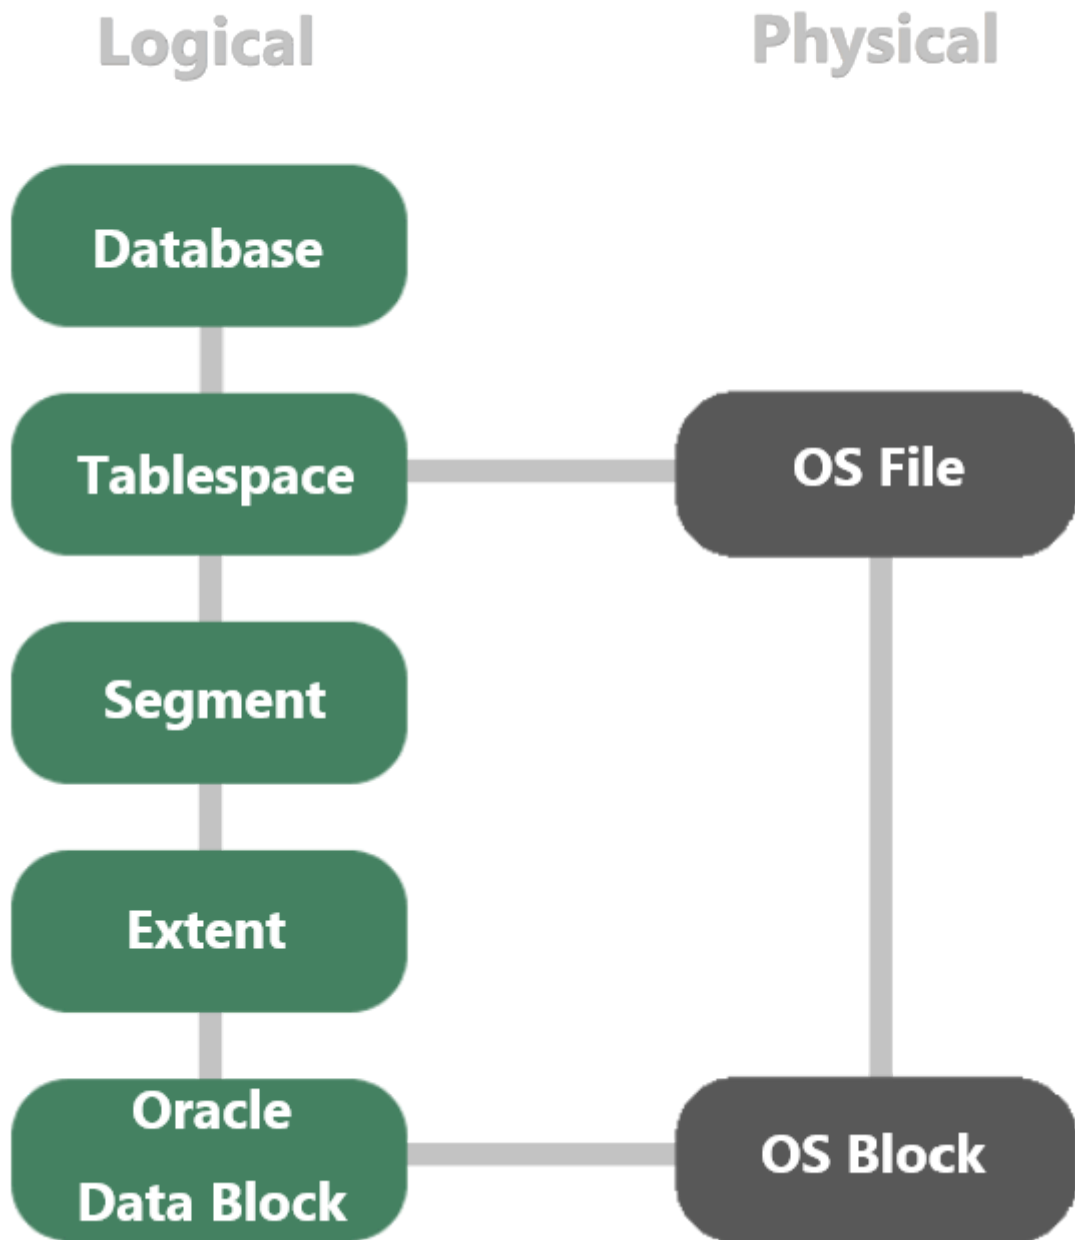 Logical
Physical
Database
Tablespace
OS File
Segment
Extent
Oracle
Data Block
OS Block